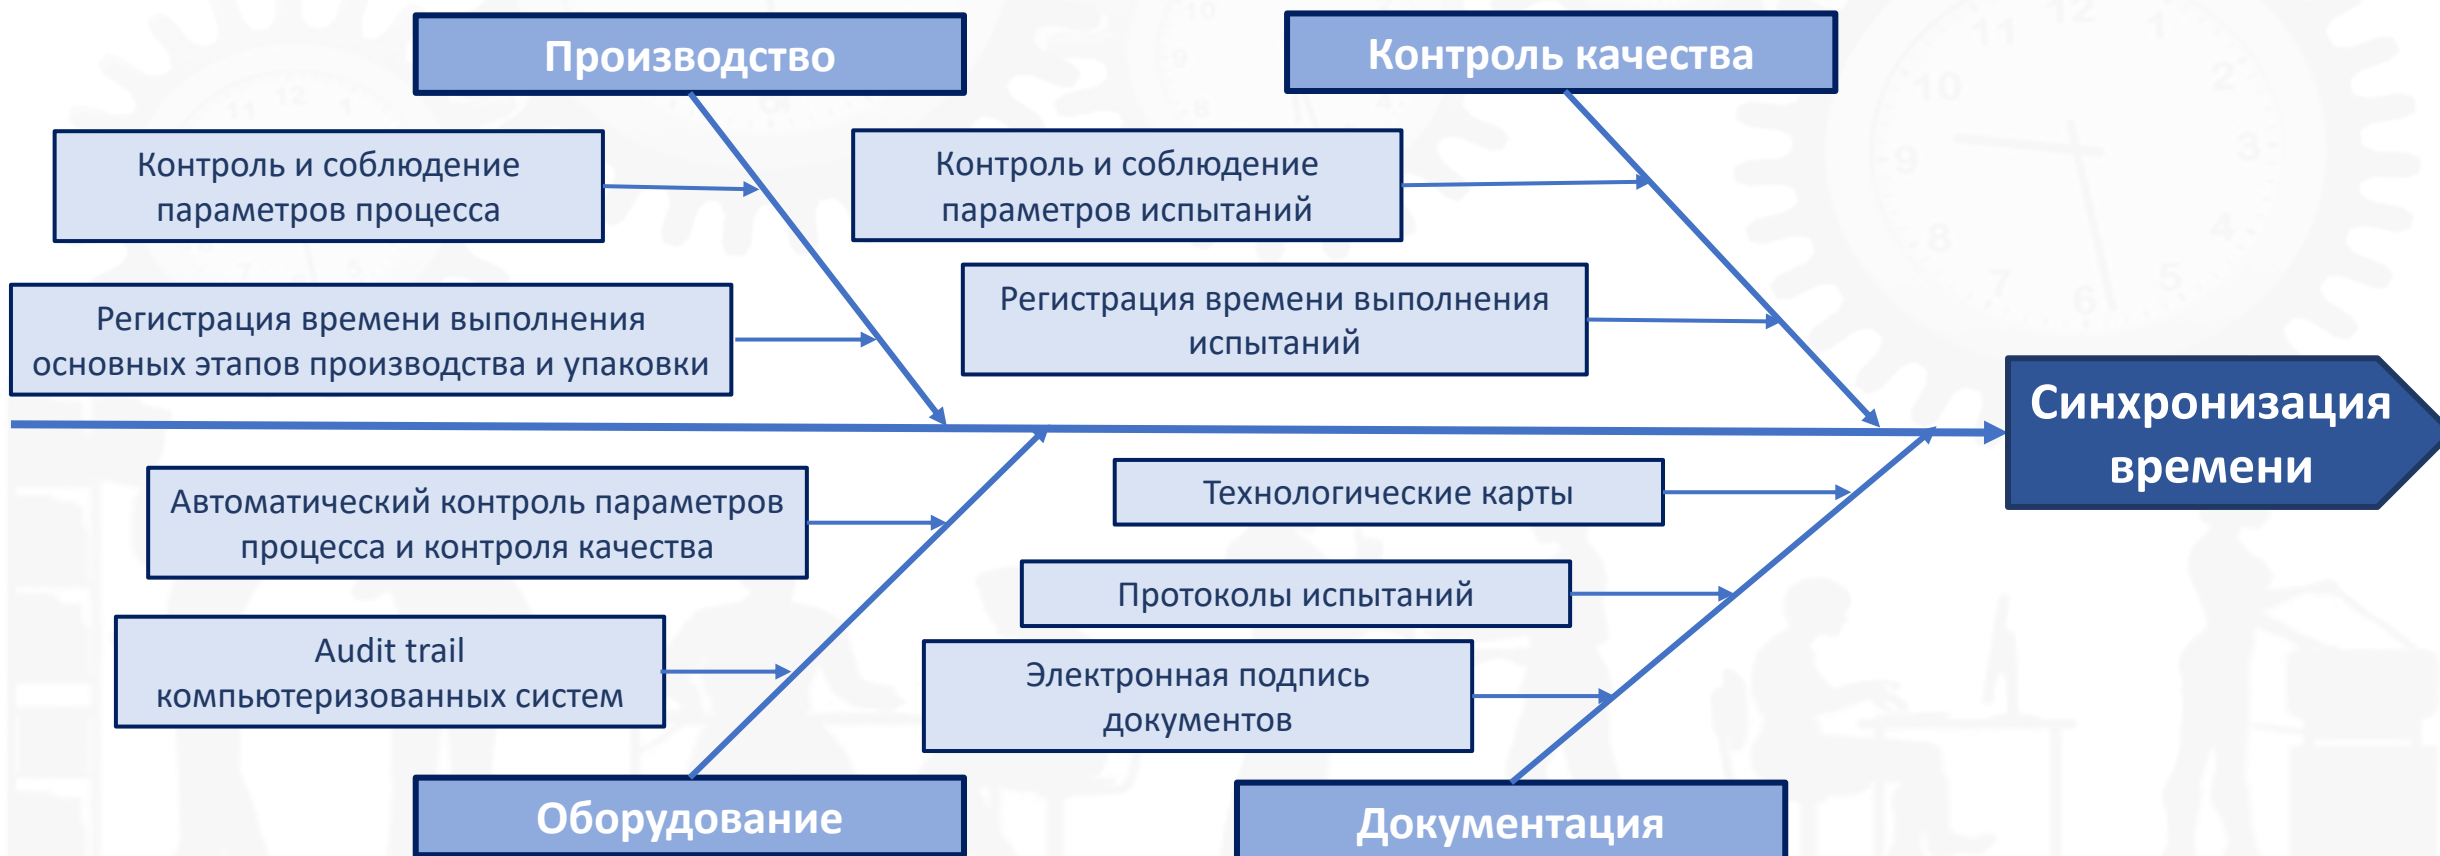 Производство
Контроль качества
Контроль и соблюдение
параметров процесса
Контроль и соблюдение
параметров испытаний
Регистрация времени выполнения
основных этапов производства и упаковки
Регистрация времени выполнения
испытаний
Синхронизация
времени
Автоматический контроль параметров
процесса и контроля качества
Технологические карты
Протоколы испытаний
Audit trail
компьютеризованных систем
Электронная подпись
документов
Оборудование
Документация